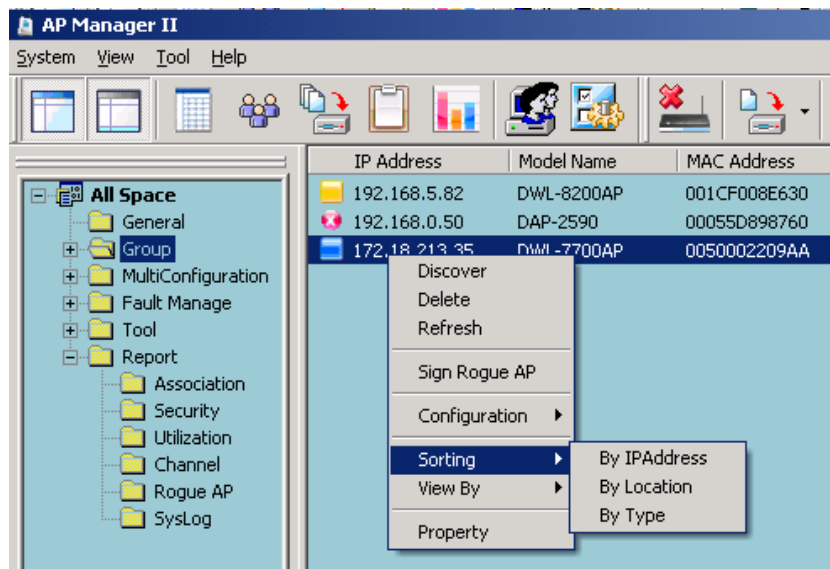 AP Manager II
System View Tool Help
IP Address Model Name MAC Address
192.168.5.82 DWL-8200AP 001CF008E630
192.168.0.50 DAP-2590 00055D898760
172.18.213.35 DWL-7700AP 0050002209AA
All Space
General
Group
MultiConfiguration
Fault Manage
Tool
Report
Association
Security
Utilization
Channel
Rogue AP
SysLog
Discover
Delete
Refresh
Sign Rogue AP
Configuration
Sorting
View By
Property
By IPAddress
By Location
By Type